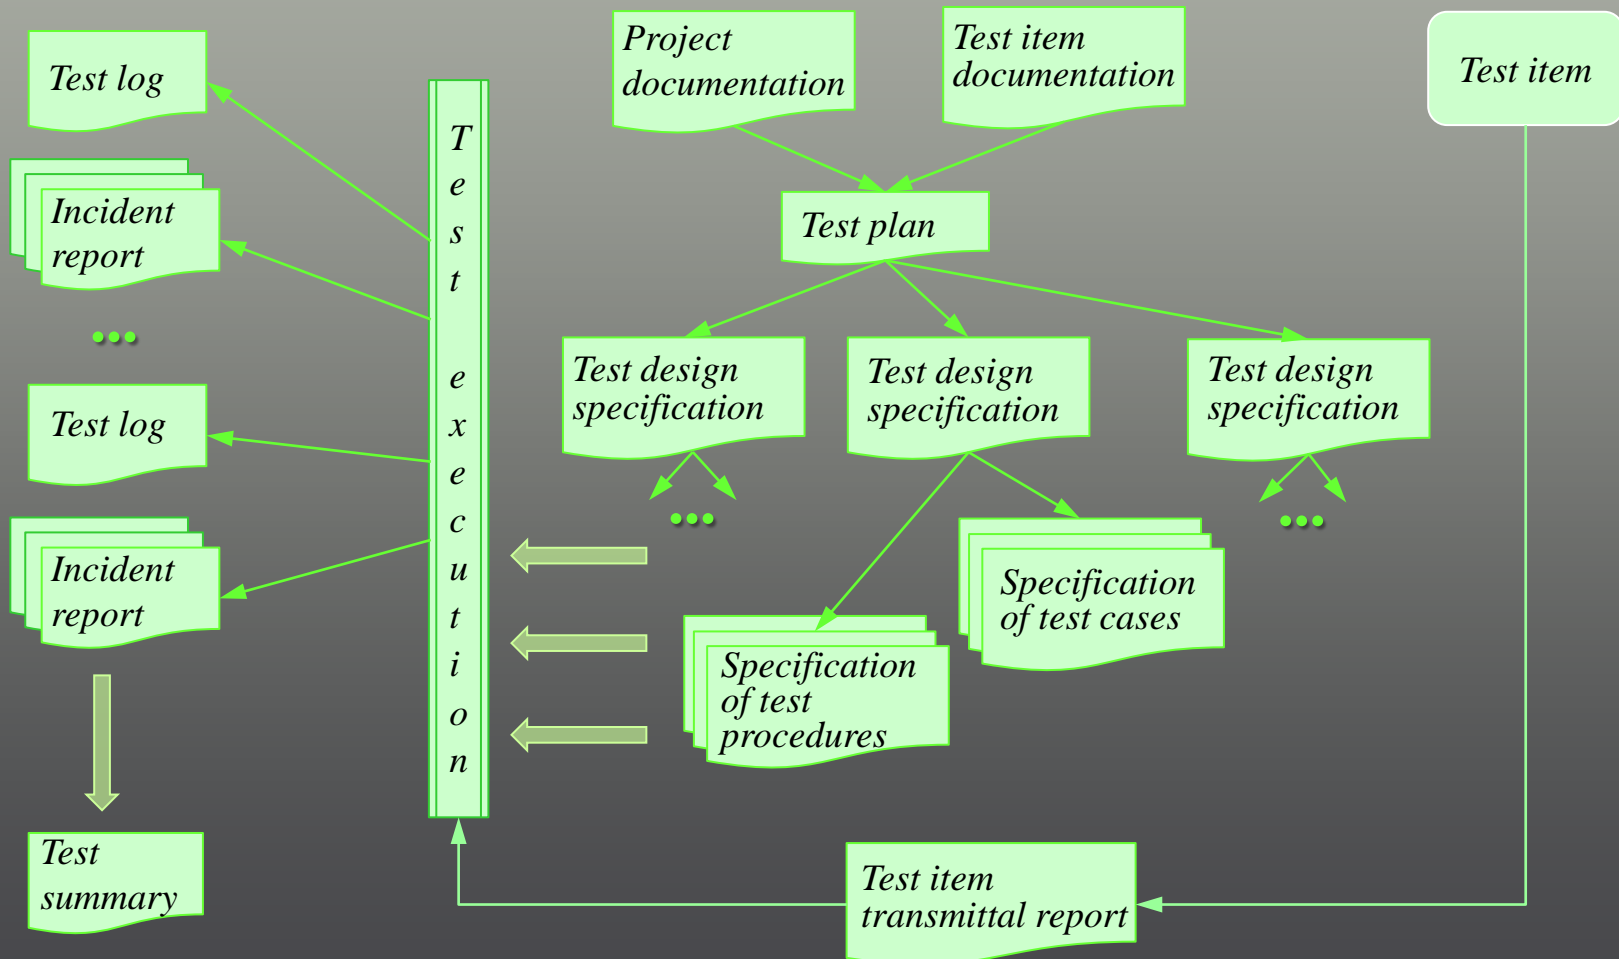 Project
documentation
Test item
documentation
Test item
Test log
Incident
report
...
Test log
Incident
report
Test
summary
Test execution
Test plan
Test design
specification
Test design
specification
Test design
specification
...
...
Specification
of test cases
Specification
of test
procedures
Test item
transmittal report